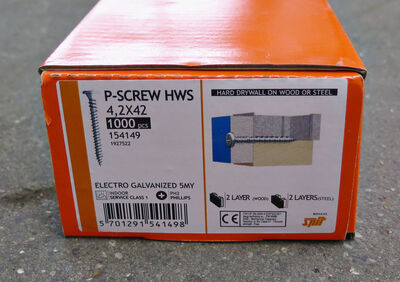 P-SCREW HWS
4,2X42
1000 pcs
154149
1927522
HARD DRYWALL ON WOOD OR STEEL
ELECTRO GALVANIZED 5MY
INDOOR
SERVICE CLASS 1
PH2
PHILLIPS
2 LAYER (WOOD)
2 LAYERS(STEEL)
5 701291 541498
CE
spit